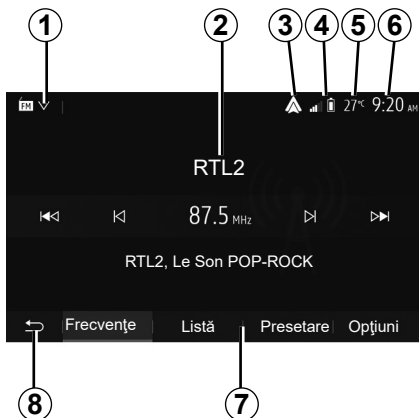 1 2 3 4 5 6
FM 27°C 9:20 AM
RTL2
87.5 MHz
RTL2, Le Son POP-ROCK
Frecvenţe Listă Presetare Opţiuni
8 7